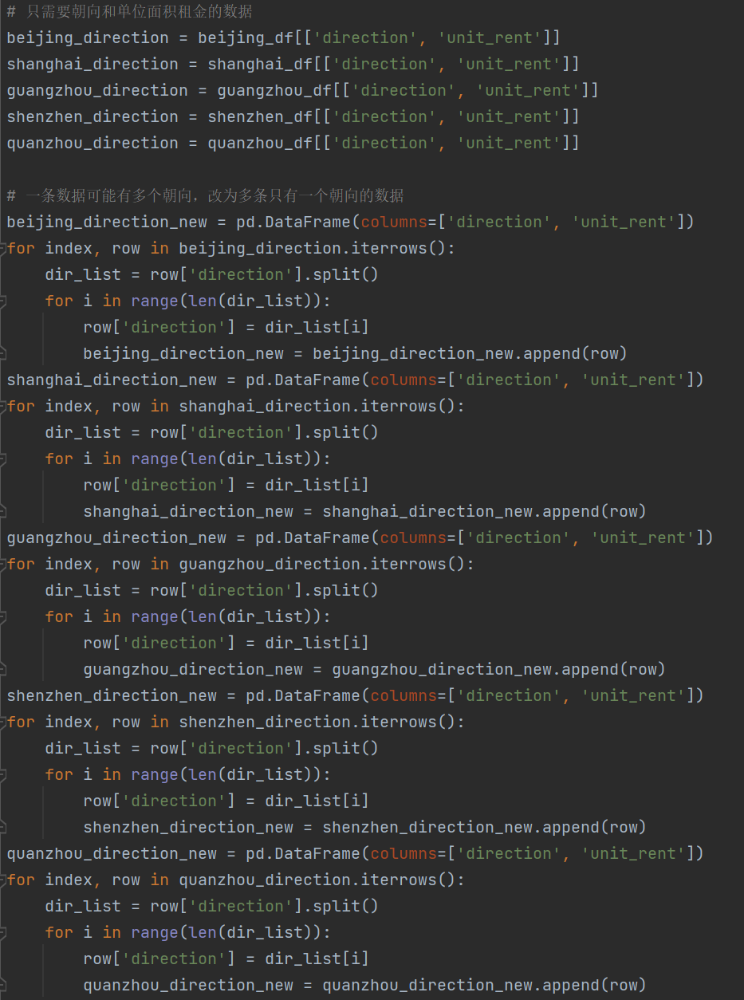 # 只需要朝向和单位面积租金的数据
beijing_direction = beijing_df[['direction', 'unit_rent']]
shanghai_direction = shanghai_df[['direction', 'unit_rent']]
guangzhou_direction = guangzhou_df[['direction', 'unit_rent']]
shenzhen_direction = shenzhen_df[['direction', 'unit_rent']]
quanzhou_direction = quanzhou_df[['direction', 'unit_rent']]

# 一条数据可能有多个朝向，改为多条只有一个朝向的数据
beijing_direction_new = pd.DataFrame(columns=['direction', 'unit_rent'])
for index, row in beijing_direction.iterrows():
    dir_list = row['direction'].split()
    for i in range(len(dir_list)):
        row['direction'] = dir_list[i]
        beijing_direction_new = beijing_direction_new.append(row)
shanghai_direction_new = pd.DataFrame(columns=['direction', 'unit_rent'])
for index, row in shanghai_direction.iterrows():
    dir_list = row['direction'].split()
    for i in range(len(dir_list)):
        row['direction'] = dir_list[i]
        shanghai_direction_new = shanghai_direction_new.append(row)
guangzhou_direction_new = pd.DataFrame(columns=['direction', 'unit_rent'])
for index, row in guangzhou_direction.iterrows():
    dir_list = row['direction'].split()
    for i in range(len(dir_list)):
        row['direction'] = dir_list[i]
        guangzhou_direction_new = guangzhou_direction_new.append(row)
shenzhen_direction_new = pd.DataFrame(columns=['direction', 'unit_rent'])
for index, row in shenzhen_direction.iterrows():
    dir_list = row['direction'].split()
    for i in range(len(dir_list)):
        row['direction'] = dir_list[i]
        shenzhen_direction_new = shenzhen_direction_new.append(row)
quanzhou_direction_new = pd.DataFrame(columns=['direction', 'unit_rent'])
for index, row in quanzhou_direction.iterrows():
    dir_list = row['direction'].split()
    for i in range(len(dir_list)):
        row['direction'] = dir_list[i]
        quanzhou_direction_new = quanzhou_direction_new.append(row)